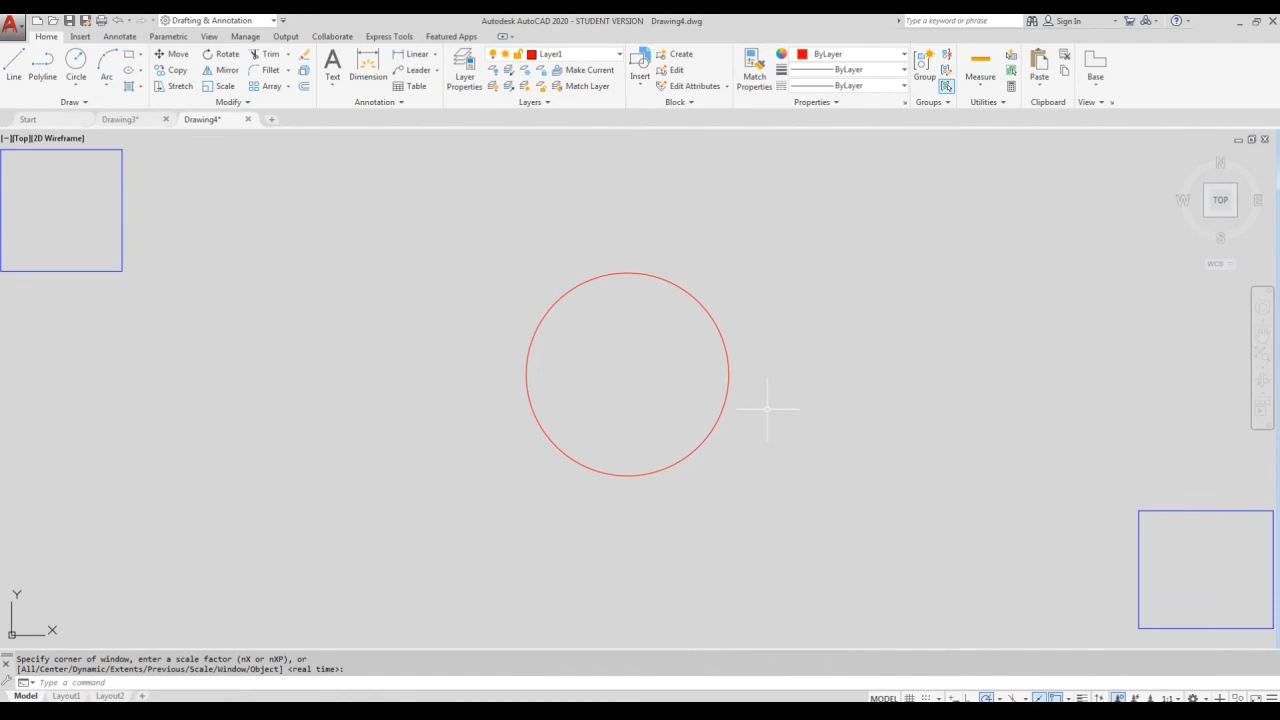 Drafting & Annotation
Autodesk AutoCAD 2020 - STUDENT VERSION Drawing4.dwg
Type a keyword or phrase
Sign In
Home Insert Annotate Parametric View Manage Output Collaborate Express Tools Featured Apps
Line Polyline Circle Arc
Move Rotate Trim
Copy Mirror Fillet
Stretch Scale Array
Text Dimension
Linear
Leader
Table
Layer Properties
Layer1
Make Current
Match Layer
Insert
Create
Edit
Edit Attributes
Match Properties
ByLayer
ByLayer
ByLayer
Group
Measure
Paste
Base
Draw Modify Annotation Layers Block Properties Groups Utilities Clipboard View
Start Drawing3* Drawing4*
[−][Top][2D Wireframe]
N
W TOP E
S
WCS
Y
X
Specify corner of window, enter a scale factor (nX or nXP), or
[All/Center/Dynamic/Extents/Previous/Scale/Window/Object] <real time>:
Type a command
Model Layout1 Layout2
MODEL 1:1